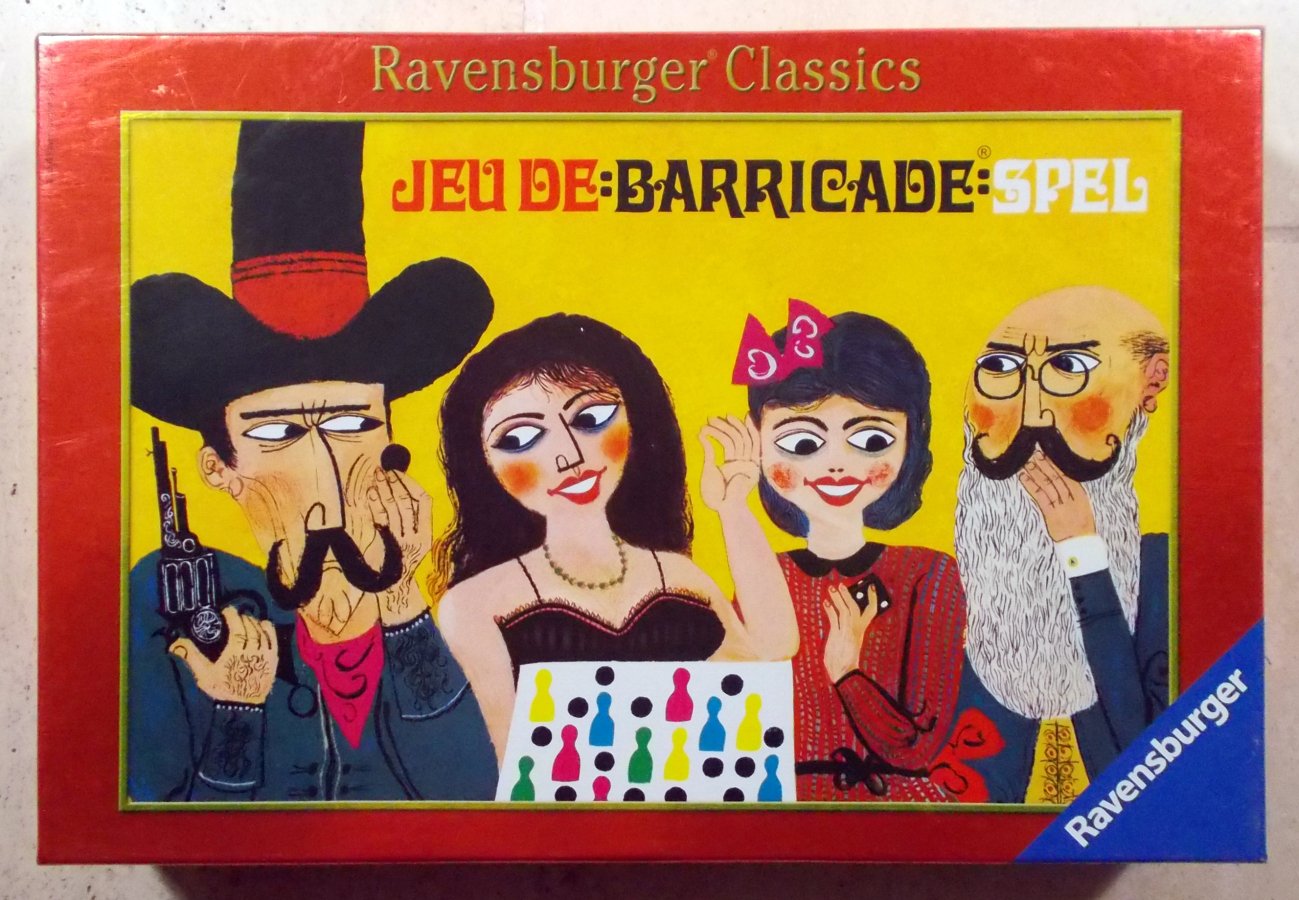 Ravensburger® Classics
JEU DE:BARRICADE:®SPEL
Ravensburger